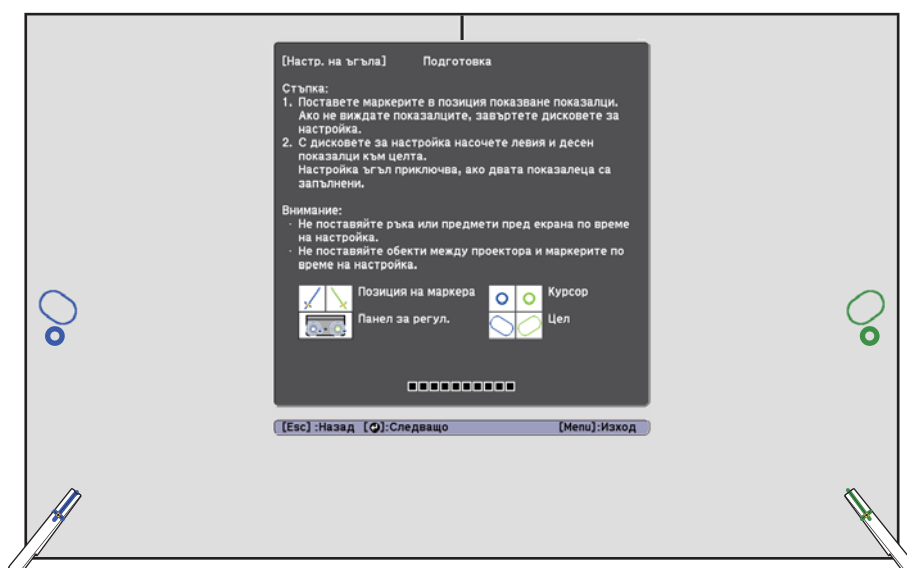 [Настр. на ъгъла] Подготовка
Стъпка:
1. Поставете маркерите в позиция показване показалци.
Ако не виждате показалците, завъртете дисковете за
настройка.
2. С дисковете за настройка насочете левия и десен
показалци към целта.
Настройка ъгъл приключва, ако двата показалеца са
запълнени.
Внимание:
· Не поставяйте ръка или предмети пред екрана по време
на настройка.
· Не поставяйте обекти между проектора и маркерите по
време на настройка.
Позиция на маркера
Курсор
Панел за регул.
Цел
[Esc] :Назад [⏎]:Следващо [Menu]:Изход